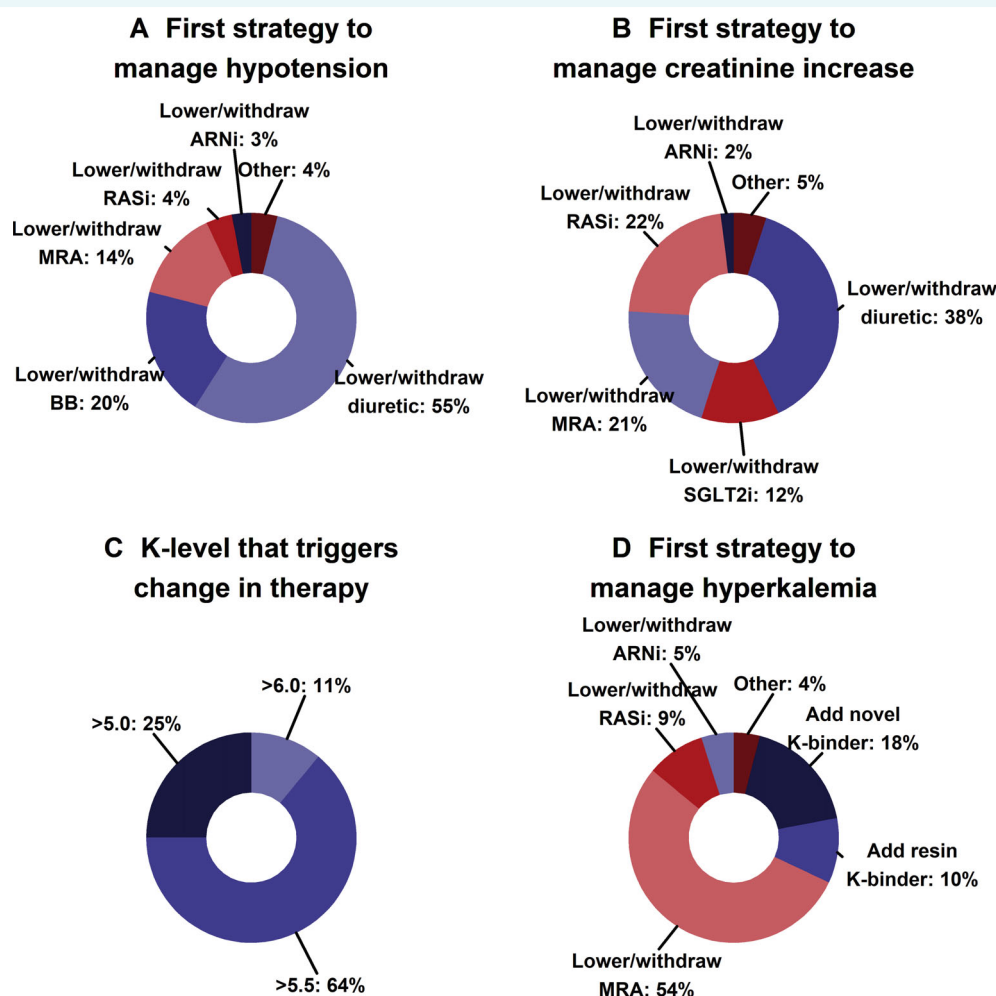 A First strategy to
manage hypotension
Lower/withdraw
ARNi: 3%
Other: 4%
Lower/withdraw
RASi: 4%
Lower/withdraw
MRA: 14%
Lower/withdraw
BB: 20%
Lower/withdraw
diuretic: 55%
B First strategy to
manage creatinine increase
Lower/withdraw
ARNi: 2%
Other: 5%
Lower/withdraw
RASi: 22%
Lower/withdraw
diuretic: 38%
Lower/withdraw
MRA: 21%
Lower/withdraw
SGLT2i: 12%
C K-level that triggers
change in therapy
>6.0: 11%
>5.0: 25%
>5.5: 64%
D First strategy to
manage hyperkalemia
Lower/withdraw
ARNi: 5%
Other: 4%
Lower/withdraw
RASi: 9%
Add novel
K-binder: 18%
Add resin
K-binder: 10%
Lower/withdraw
MRA: 54%